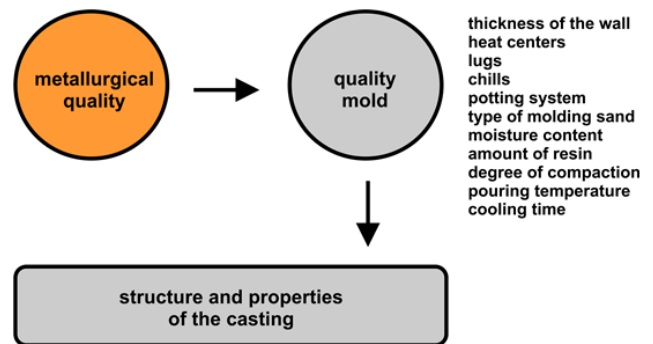 metallurgical
quality
quality
mold
thickness of the wall
heat centers
lugs
chills
potting system
type of molding sand
moisture content
amount of resin
degree of compaction
pouring temperature
cooling time
structure and properties
of the casting